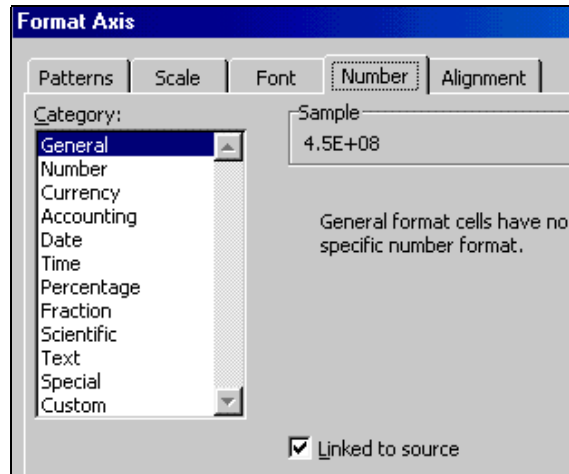 Format Axis
Patterns Scale Font Number Alignment
Category:
General
Number
Currency
Accounting
Date
Time
Percentage
Fraction
Scientific
Text
Special
Custom
Sample
4.5E+08
General format cells have no
specific number format.
Linked to source